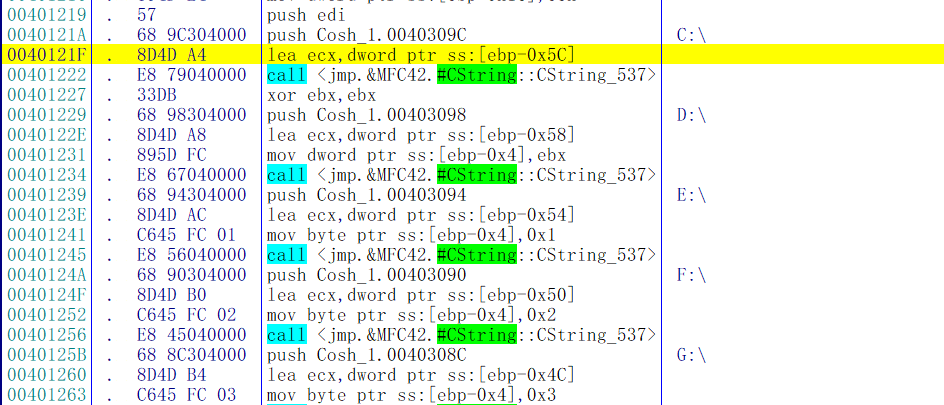 00401219 . 57 push edi
0040121A . 68 9C304000 push Cosh_1.0040309C C:\
0040121F . 8D4D A4 lea ecx,dword ptr ss:[ebp-0x5C]
00401222 . E8 79040000 call <jmp.&MFC42.#CString::CString_537>
00401227 . 33DB xor ebx,ebx
00401229 . 68 98304000 push Cosh_1.00403098 D:\
0040122E . 8D4D A8 lea ecx,dword ptr ss:[ebp-0x58]
00401231 . 895D FC mov dword ptr ss:[ebp-0x4],ebx
00401234 . E8 67040000 call <jmp.&MFC42.#CString::CString_537>
00401239 . 68 94304000 push Cosh_1.00403094 E:\
0040123E . 8D4D AC lea ecx,dword ptr ss:[ebp-0x54]
00401241 . C645 FC 01 mov byte ptr ss:[ebp-0x4],0x1
00401245 . E8 56040000 call <jmp.&MFC42.#CString::CString_537>
0040124A . 68 90304000 push Cosh_1.00403090 F:\
0040124F . 8D4D B0 lea ecx,dword ptr ss:[ebp-0x50]
00401252 . C645 FC 02 mov byte ptr ss:[ebp-0x4],0x2
00401256 . E8 45040000 call <jmp.&MFC42.#CString::CString_537>
0040125B . 68 8C304000 push Cosh_1.0040308C G:\
00401260 . 8D4D B4 lea ecx,dword ptr ss:[ebp-0x4C]
00401263 . C645 FC 03 mov byte ptr ss:[ebp-0x4],0x3